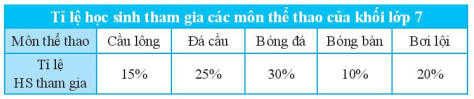 Tỉ lệ học sinh tham gia các môn thể thao của khối lớp 7
Môn thể thao Cầu lông Đá cầu Bóng đá Bóng bàn Bơi lội
Tỉ lệ
HS tham gia 15% 25% 30% 10% 20%